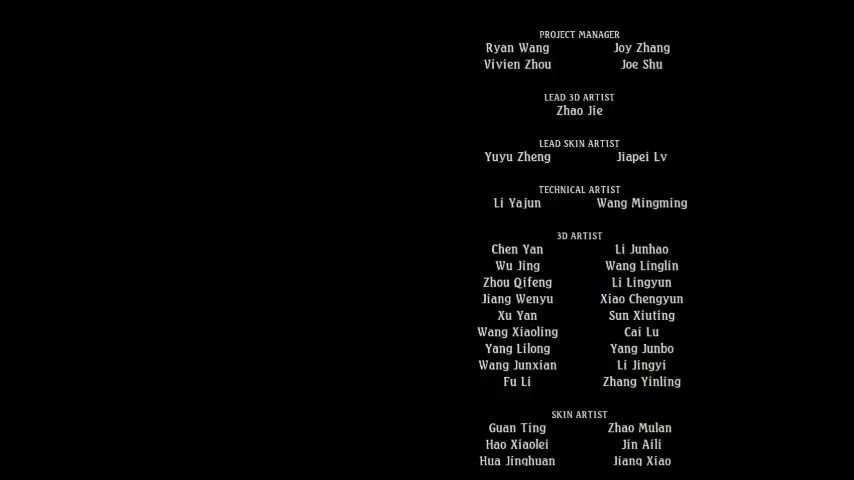 PROJECT MANAGER
Ryan Wang Joy Zhang
Vivien Zhou Joe Shu
LEAD 3D ARTIST
Zhao Jie
LEAD SKIN ARTIST
Yuyu Zheng Jiapei Lv
TECHNICAL ARTIST
Li Yajun Wang Mingming
3D ARTIST
Chen Yan Li Junhao
Wu Jing Wang Linglin
Zhou Qifeng Li Lingyun
Jiang Wenyu Xiao Chengyun
Xu Yan Sun Xiuting
Wang Xiaoling Cai Lu
Yang Lilong Yang Junbo
Wang Junxian Li Jingyi
Fu Li Zhang Yinling
SKIN ARTIST
Guan Ting Zhao Mulan
Hao Xiaolei Jin Aili
Hua Jinghuan Jiang Xiao